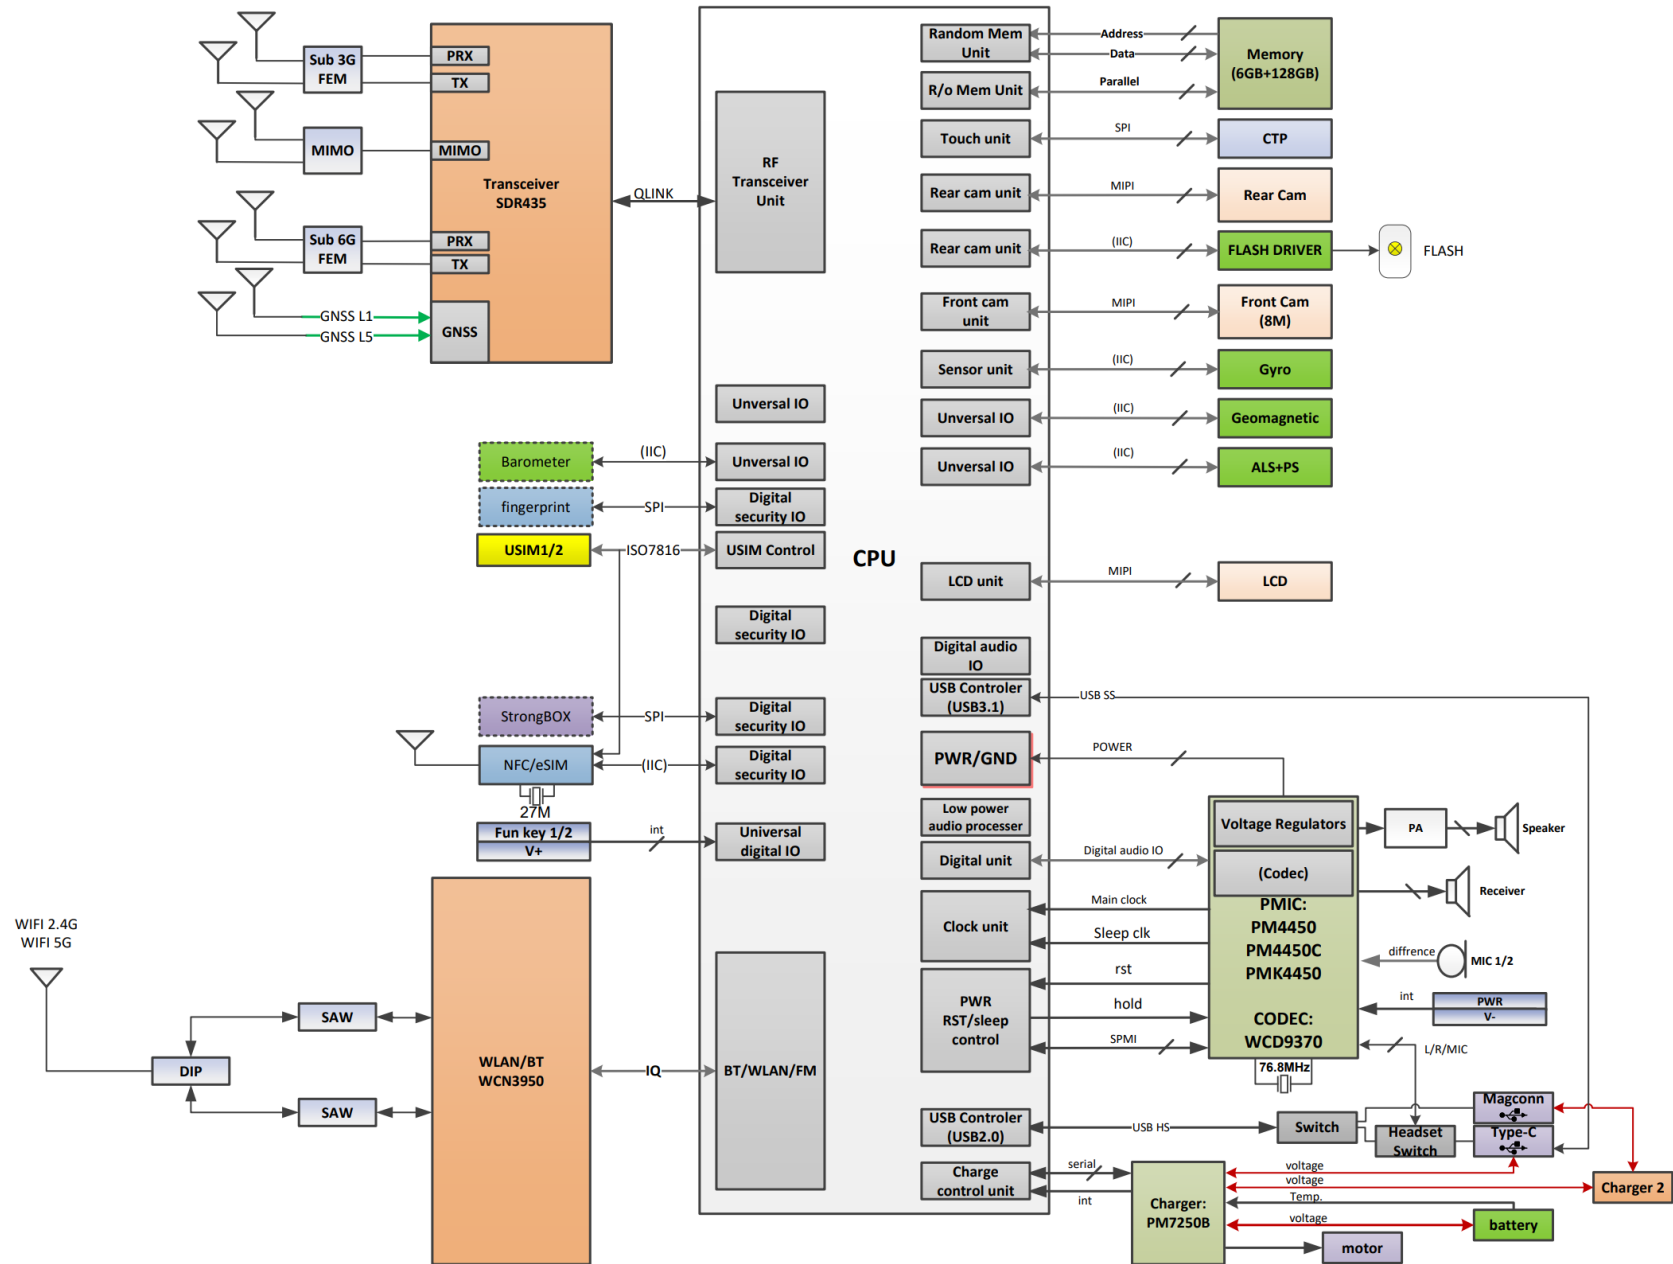 Sub 3G
FEM
PRX
TX
MIMO
MIMO
Transceiver
SDR435
Sub 6G
FEM
PRX
TX
GNSS L1
GNSS L5
GNSS
QLINK
RF
Transceiver
Unit
Unversal IO
Barometer
(IIC)
Unversal IO
fingerprint
SPI
Digital
security IO
USIM1/2
ISO7816
USIM Control
Digital
security IO
StrongBOX
SPI
Digital
security IO
NFC/eSIM
(IIC)
Digital
security IO
27M
Fun key 1/2
V+
int
Universal
digital IO
WIFI 2.4G
WIFI 5G
SAW
DIP
SAW
WLAN/BT
WCN3950
IQ
BT/WLAN/FM
CPU
Random Mem
Unit
Address
Data
Memory
(6GB+128GB)
R/o Mem Unit
Parallel
Touch unit
SPI
CTP
Rear cam unit
MIPI
Rear Cam
Rear cam unit
(IIC)
FLASH DRIVER
FLASH
Front cam
unit
MIPI
Front Cam
(8M)
Sensor unit
(IIC)
Gyro
Unversal IO
(IIC)
Geomagnetic
Unversal IO
(IIC)
ALS+PS
LCD unit
MIPI
LCD
Digital audio
IO
USB Controler
(USB3.1)
USB SS
PWR/GND
POWER
Low power
audio processer
Digital unit
Digital audio IO
Voltage Regulators
(Codec)
PMIC:
PM4450
PM4450C
PMK4450
CODEC:
WCD9370
76.8MHz
PA
Speaker
Receiver
diffrence
MIC 1/2
int
PWR
V-
L/R/MIC
Clock unit
Main clock
Sleep clk
PWR
RST/sleep
control
rst
hold
SPMI
USB Controler
(USB2.0)
USB HS
Switch
Headset
Switch
Magconn
Type-C
Charge
control unit
serial
int
Charger:
PM7250B
voltage
voltage
Temp.
voltage
Charger 2
battery
motor